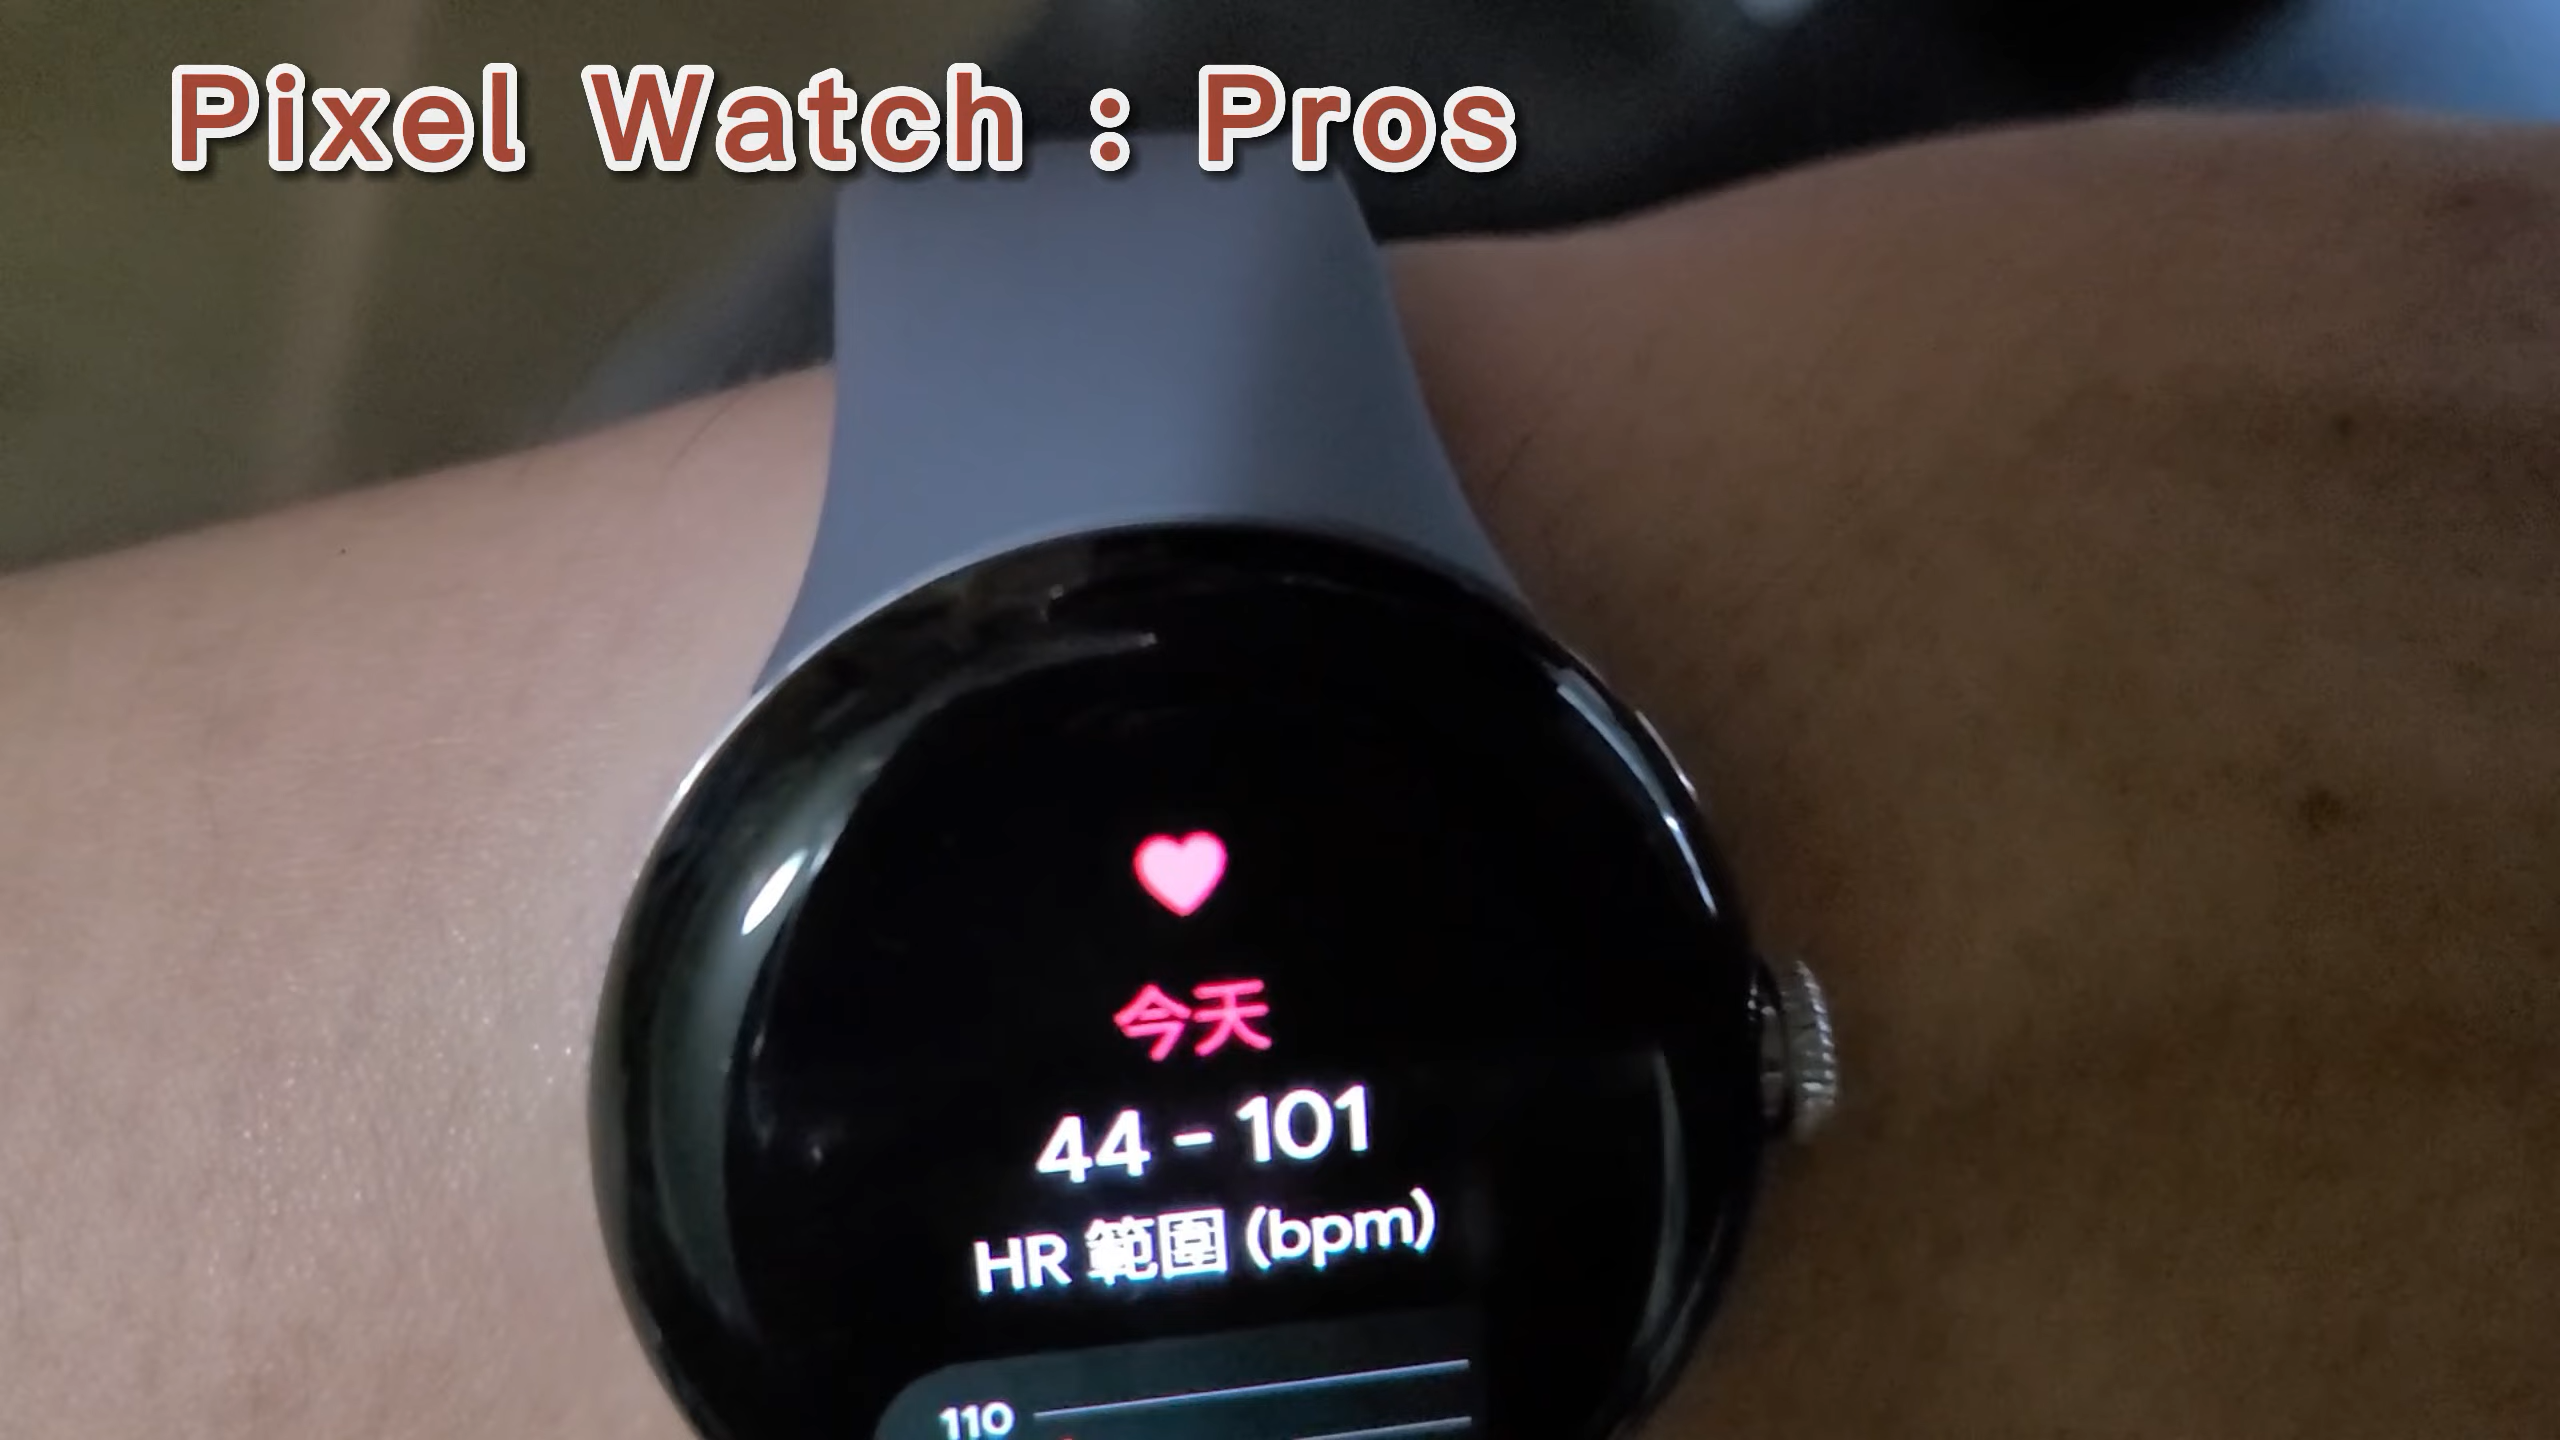 Pixel Watch : Pros
今天
44 - 101
HR 範圍 (bpm)
110